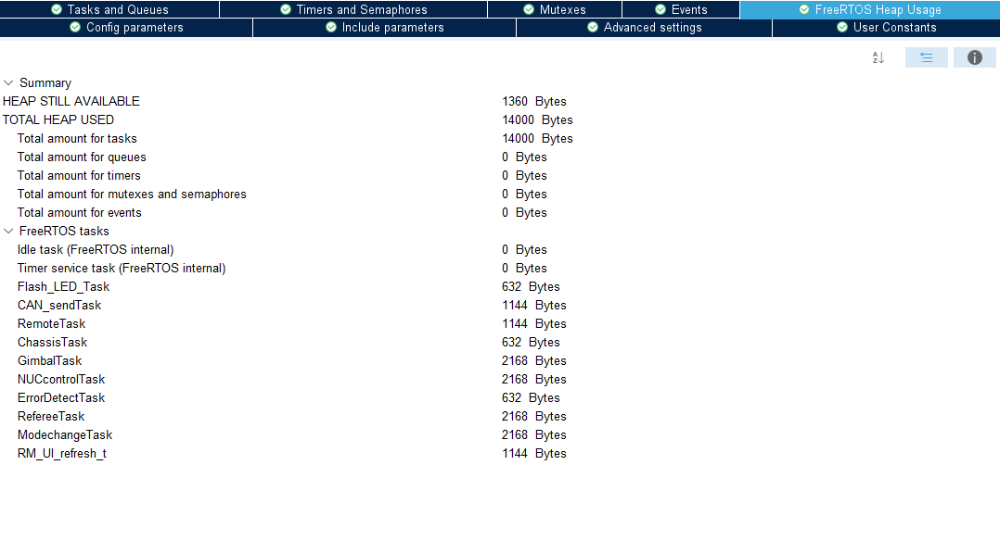 Tasks and Queues Timers and Semaphores Mutexes Events FreeRTOS Heap Usage
Config parameters Include parameters Advanced settings User Constants
Summary
HEAP STILL AVAILABLE 1360 Bytes
TOTAL HEAP USED 14000 Bytes
Total amount for tasks 14000 Bytes
Total amount for queues 0 Bytes
Total amount for timers 0 Bytes
Total amount for mutexes and semaphores 0 Bytes
Total amount for events 0 Bytes
FreeRTOS tasks
Idle task (FreeRTOS internal) 0 Bytes
Timer service task (FreeRTOS internal) 0 Bytes
Flash_LED_Task 632 Bytes
CAN_sendTask 1144 Bytes
RemoteTask 1144 Bytes
ChassisTask 632 Bytes
GimbalTask 2168 Bytes
NUCcontrolTask 2168 Bytes
ErrorDetectTask 632 Bytes
RefereeTask 2168 Bytes
ModechangeTask 2168 Bytes
RM_UI_refresh_t 1144 Bytes